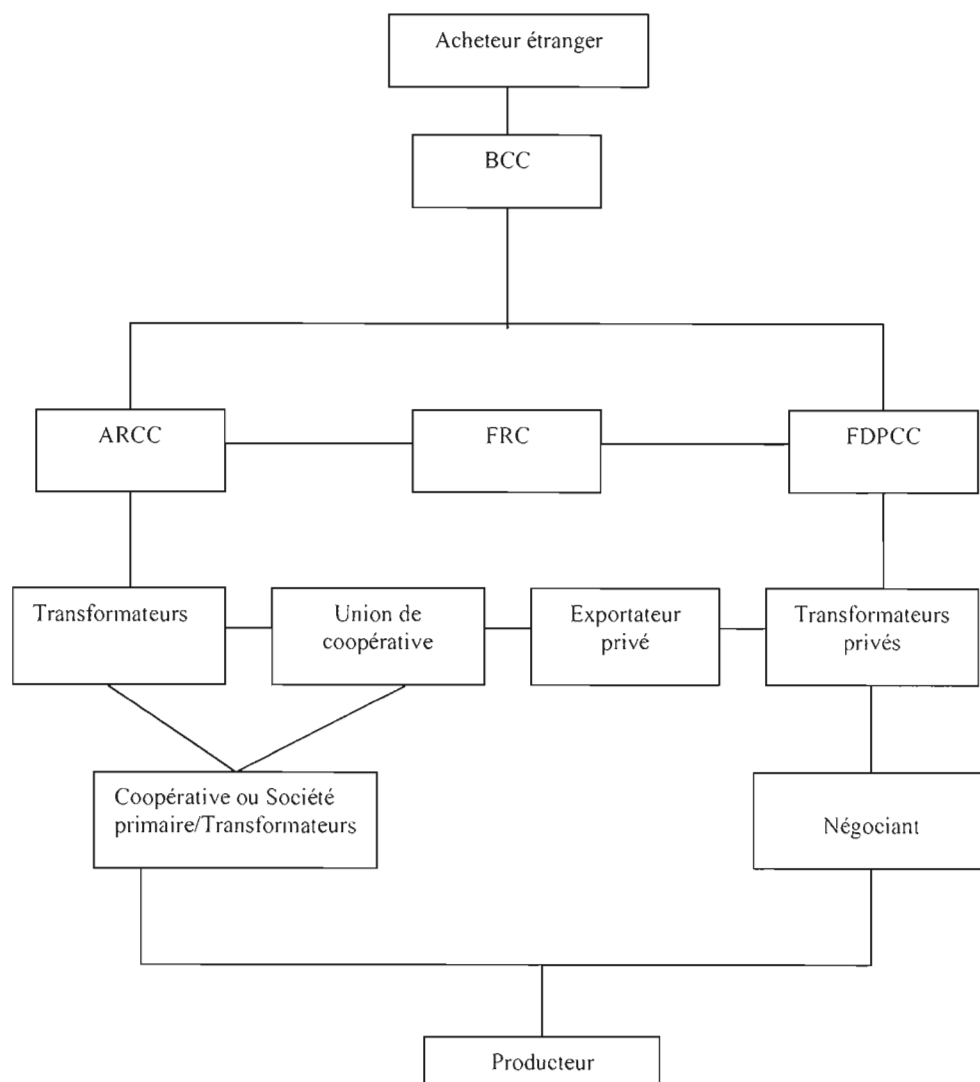 Acheteur étranger
BCC
ARCC
FRC
FDPCC
Transformateurs
Union de
coopérative
Exportateur
privé
Transformateurs
privés
Coopérative ou Société
primaire/Transformateurs
Négociant
Producteur